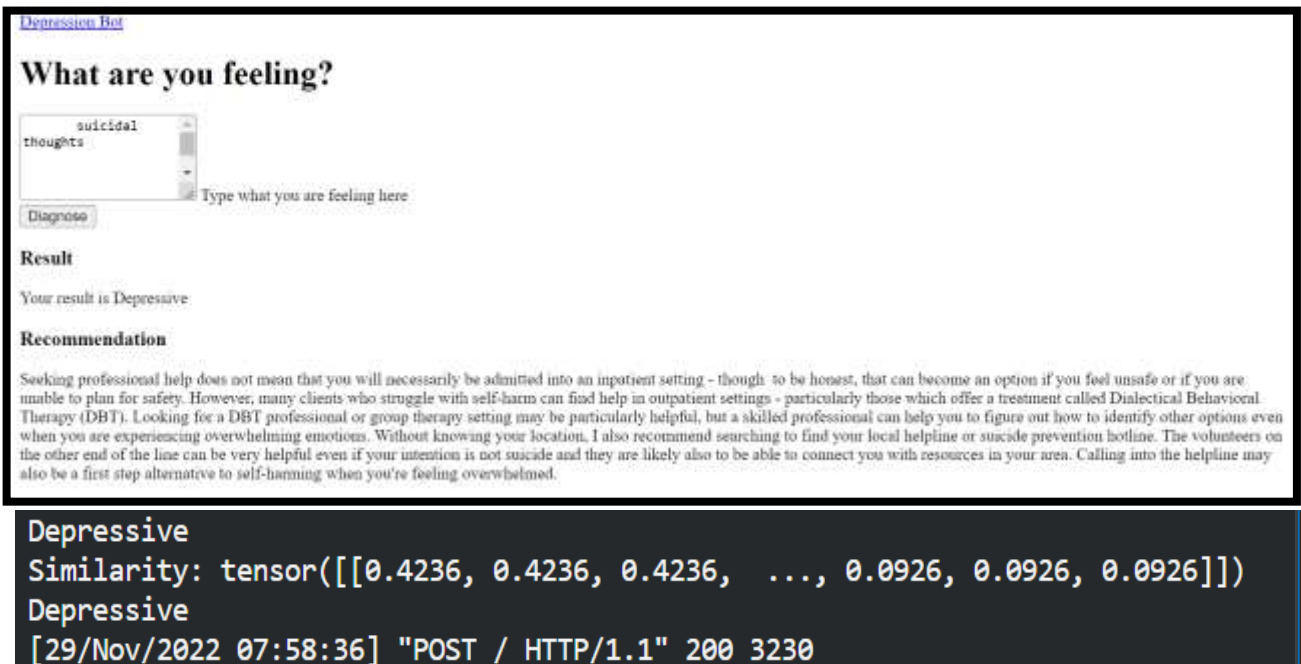 Depression Bot
What are you feeling?
suicidal
thoughts
Type what you are feeling here
Diagnose
Result
Your result is Depressive
Recommendation
Seeking professional help does not mean that you will necessarily be admitted into an inpatient setting - though to be honest, that can become an option if you feel unsafe or if you are
unable to plan for safety. However, many clients who struggle with self-harm can find help in outpatient settings - particularly those which offer a treatment called Dialectical Behavioral
Therapy (DBT). Looking for a DBT professional or group therapy setting may be particularly helpful, but a skilled professional can help you to figure out how to identify other options even
when you are experiencing overwhelming emotions. Without knowing your location, I also recommend searching to find your local helpline or suicide prevention hotline. The volunteers on
the other end of the line can be very helpful even if your intention is not suicide and they are likely also to be able to connect you with resources in your area. Calling into the helpline may
also be a first step alternative to self-harming when you're feeling overwhelmed.
Depressive
Similarity: tensor([[0.4236, 0.4236, 0.4236,  ..., 0.0926, 0.0926, 0.0926]])
Depressive
[29/Nov/2022 07:58:36] "POST / HTTP/1.1" 200 3230